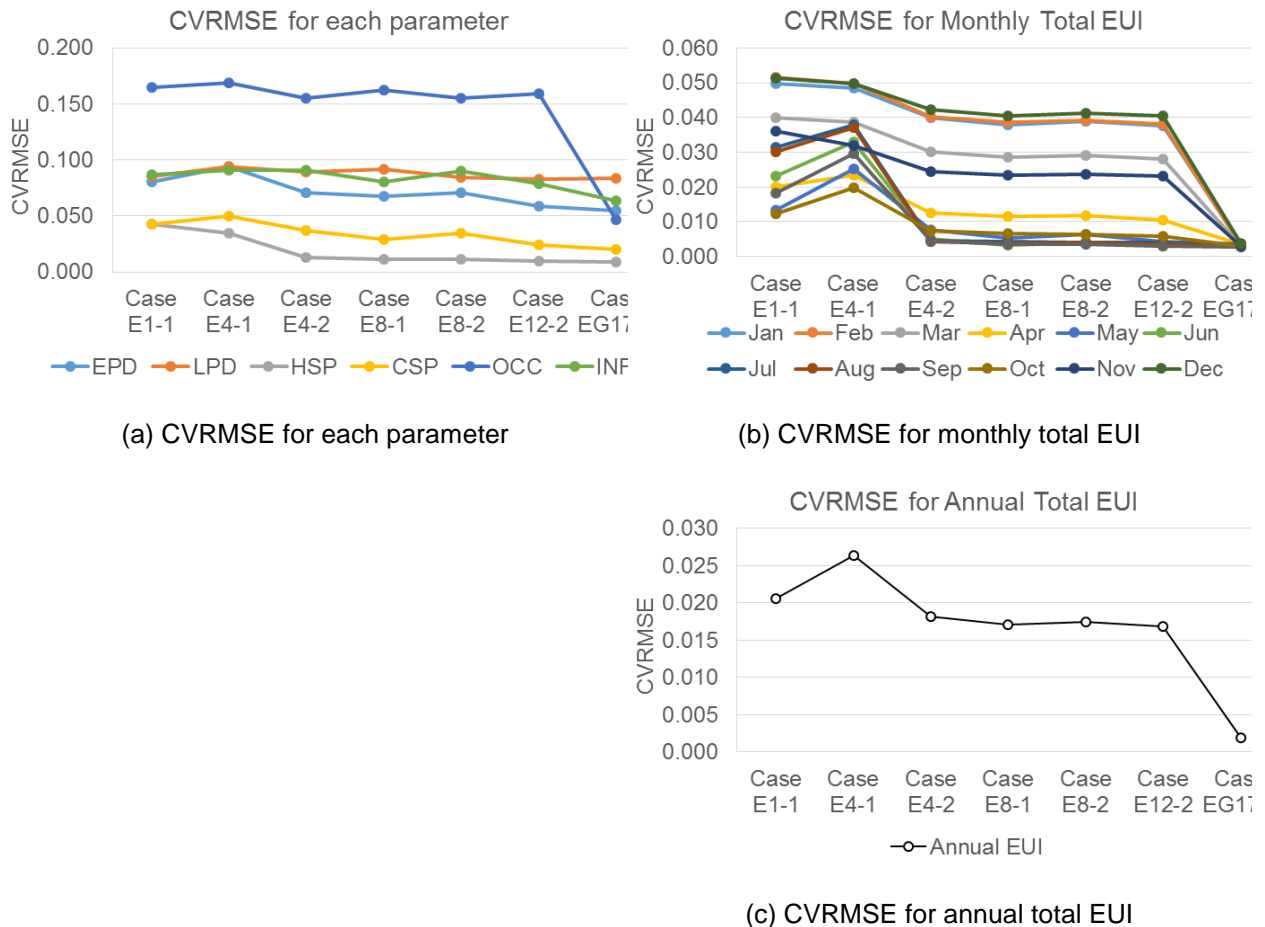 CVRMSE for each parameter
0.200
0.150
0.100
0.050
0.000
CVRMSE
Case Case Case Case Case Case Cas
E1-1 E4-1 E4-2 E8-1 E8-2 E12-2 EG17
EPD LPD HSP CSP OCC INF
(a) CVRMSE for each parameter
CVRMSE for Monthly Total EUI
0.060
0.050
0.040
0.030
0.020
0.010
0.000
CVRMSE
Case Case Case Case Case Case Cas
E1-1 E4-1 E4-2 E8-1 E8-2 E12-2 EG17
Jan Feb Mar Apr May Jun
Jul Aug Sep Oct Nov Dec
(b) CVRMSE for monthly total EUI
CVRMSE for Annual Total EUI
0.030
0.025
0.020
0.015
0.010
0.005
0.000
CVRMSE
Case Case Case Case Case Case Cas
E1-1 E4-1 E4-2 E8-1 E8-2 E12-2 EG17
Annual EUI
(c) CVRMSE for annual total EUI